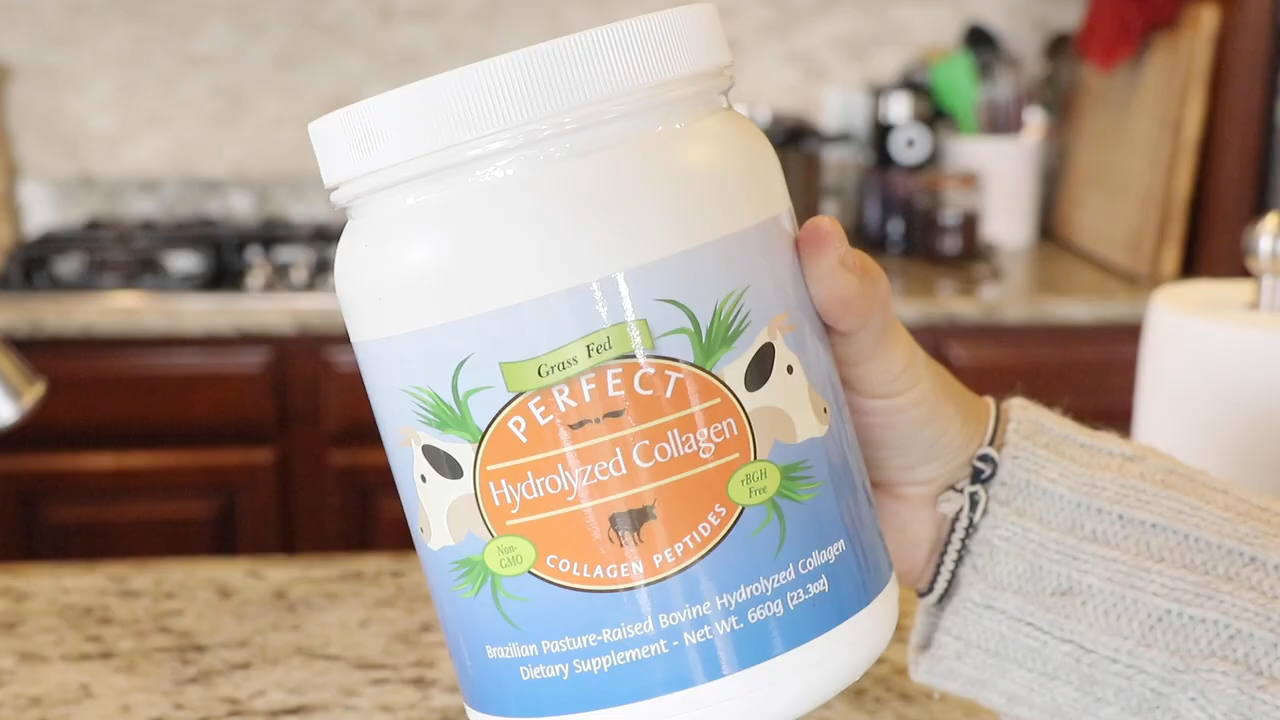 Grass Fed
PERFECT
Hydrolyzed Collagen
rBGH
Free
Non-
GMO
COLLAGEN PEPTIDES
Brazilian Pasture-Raised Bovine Hydrolyzed Collagen
Dietary Supplement - Net Wt. 660g (23.3oz)